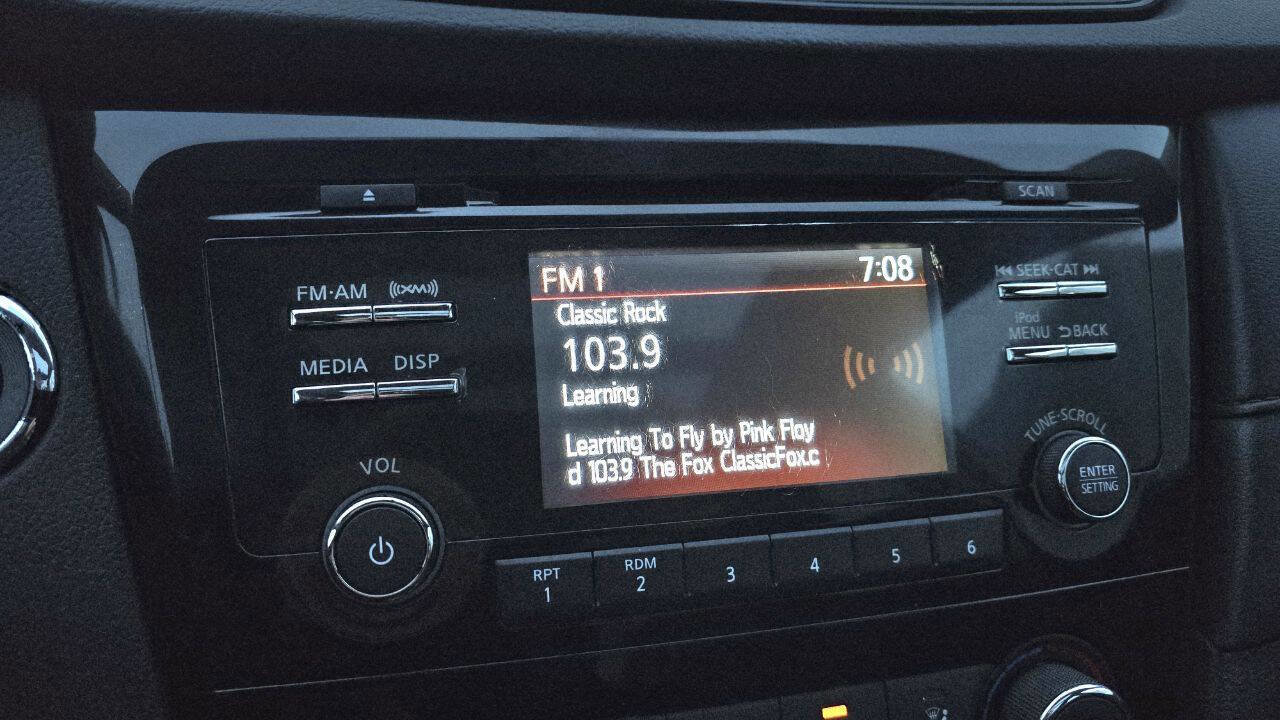 SCAN
FM 1 7:08
Classic Rock
103.9
Learning
Learning To Fly by Pink Floy
d 103.9 The Fox ClassicFox.c
FM·AM XM
MEDIA DISP
VOL
SEEK·CAT
iPod
MENU BACK
TUNE·SCROLL
ENTER
SETTING
RPT
1
RDM
2
3
4
5
6